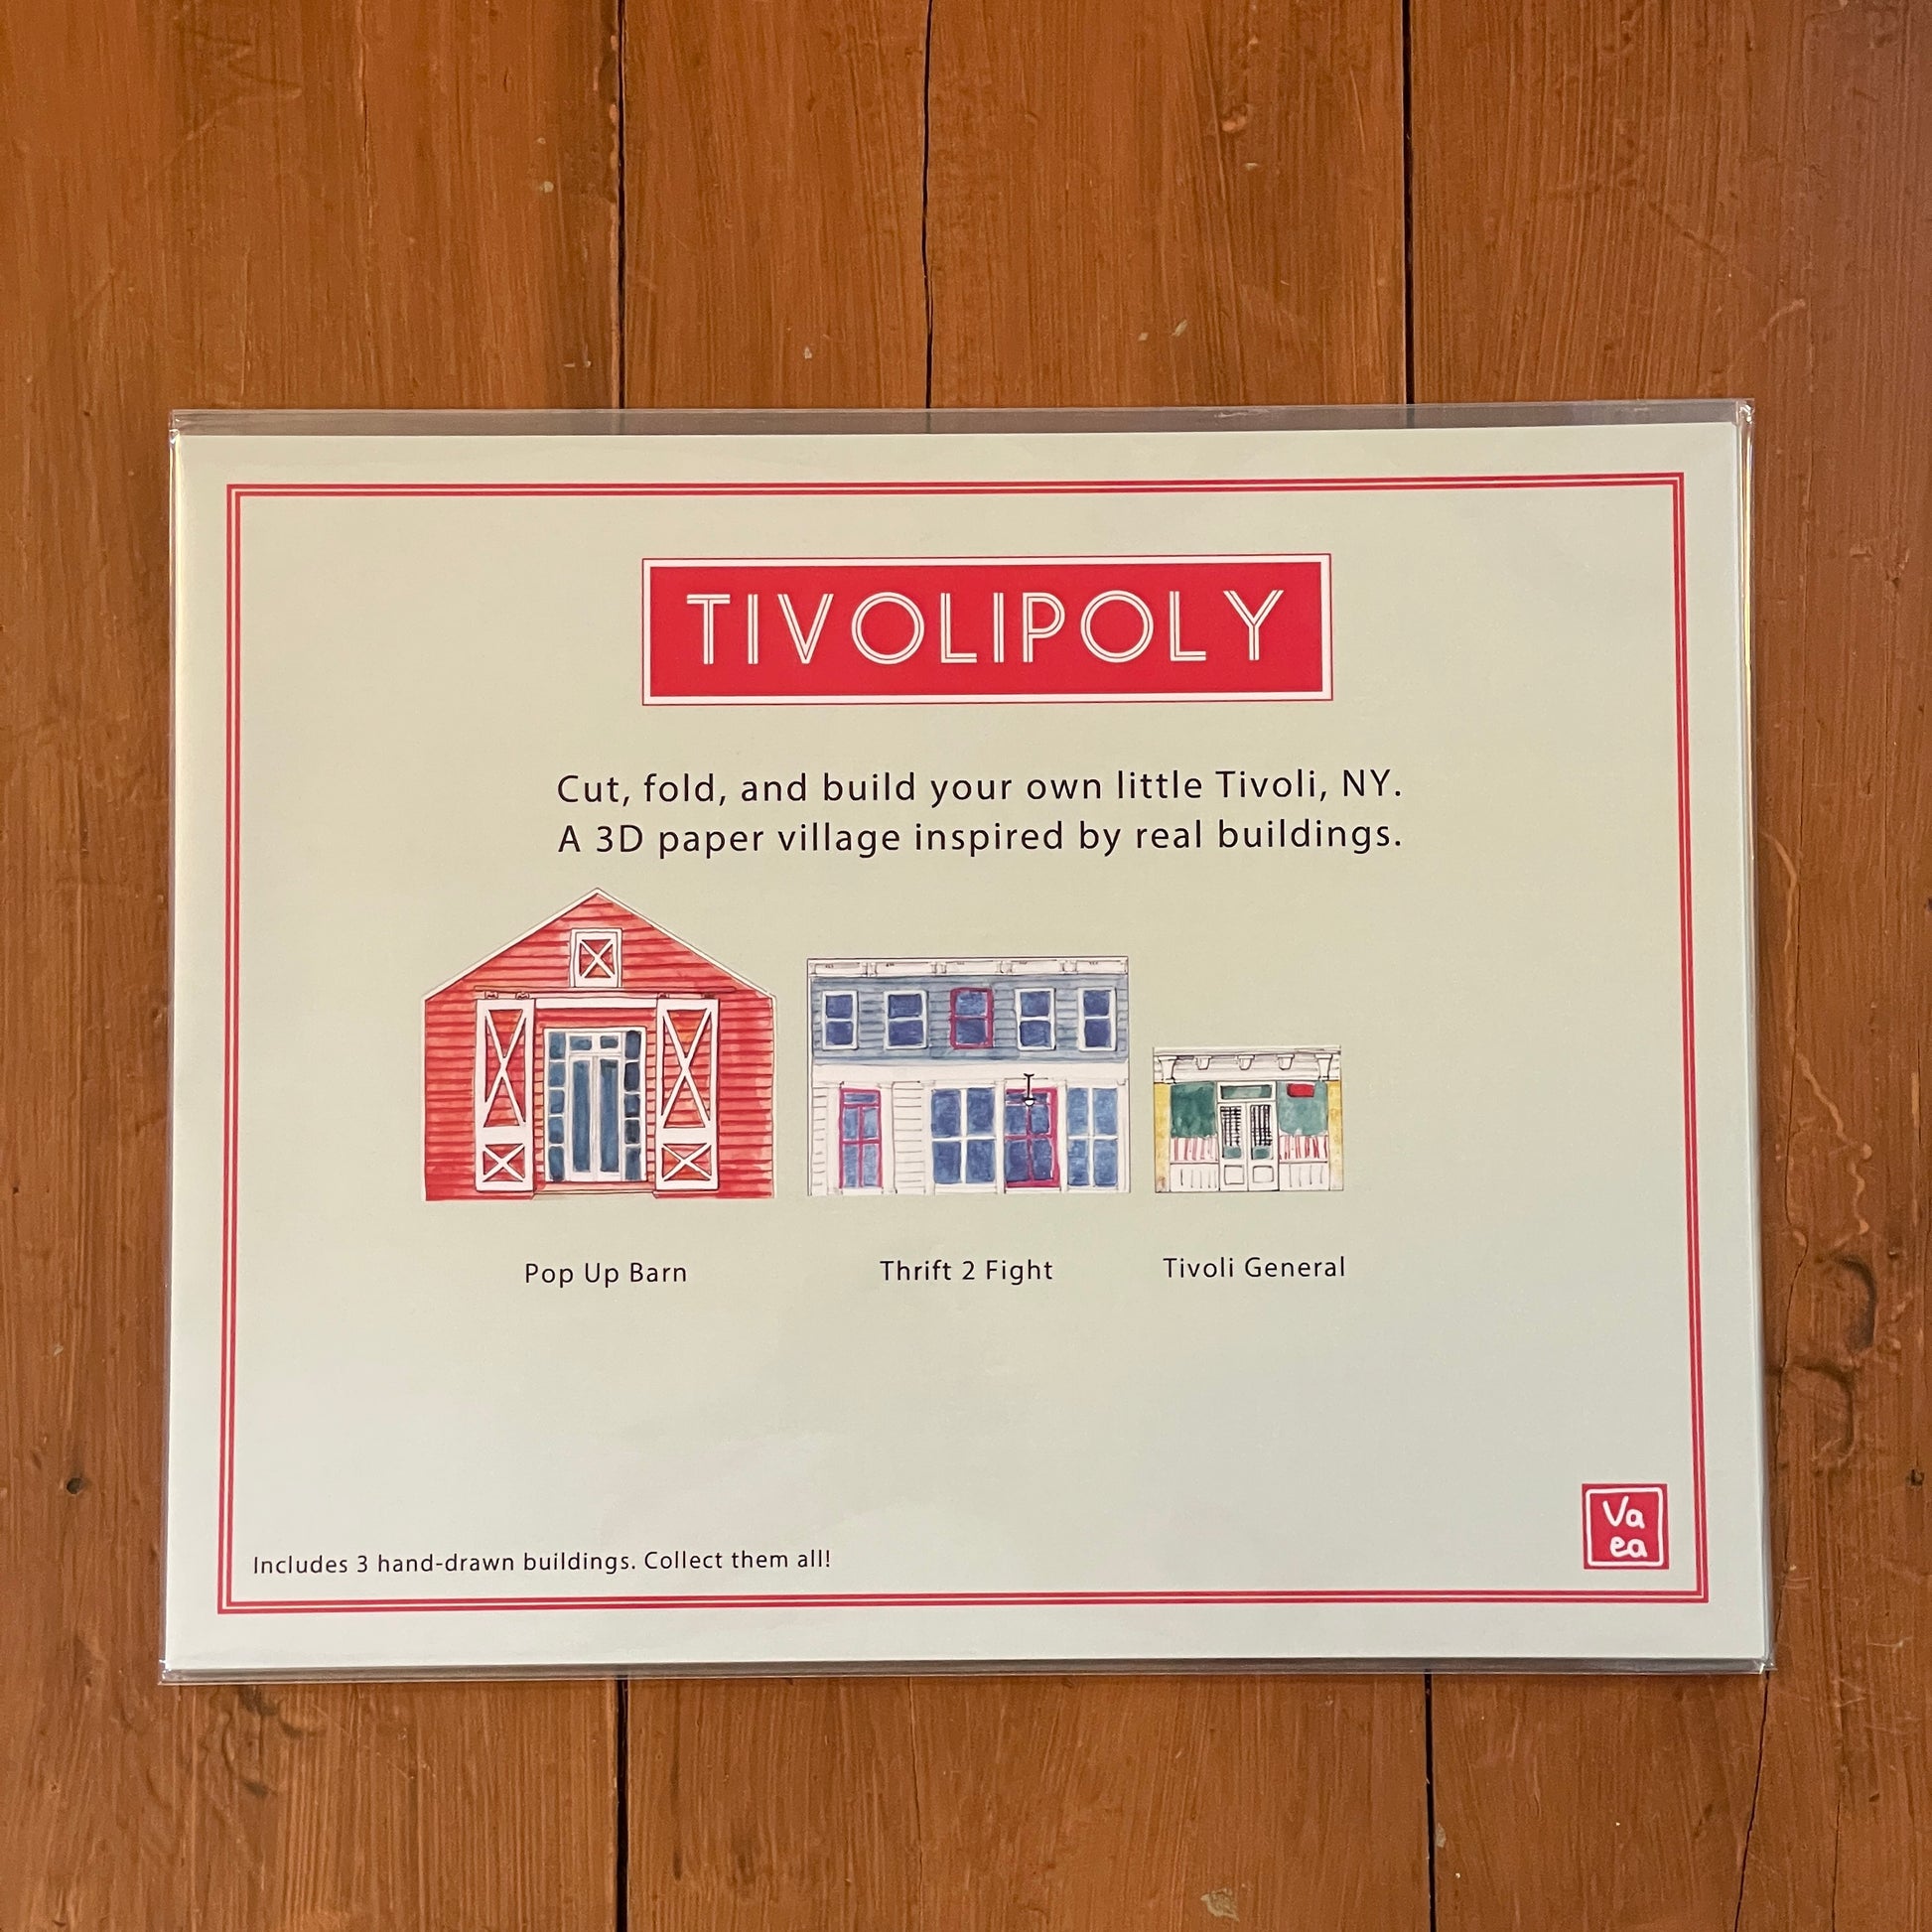 TIVOLIPOLY
Cut, fold, and build your own little Tivoli, NY.
A 3D paper village inspired by real buildings.
Pop Up Barn
Thrift 2 Fight
Tivoli General
Includes 3 hand-drawn buildings. Collect them all!
Va
ea